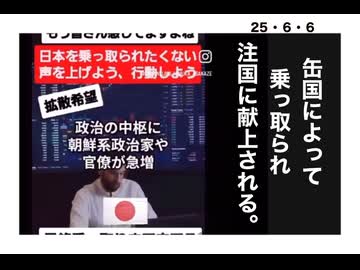 25・6・6
もう皆さん感じてますよね
日本を乗っ取られたくない
声を上げよう、行動しよう
拡散希望
政治の中枢に
朝鮮系政治家や
官僚が急増
缶国によって
乗っ取られ
注国に献上される。